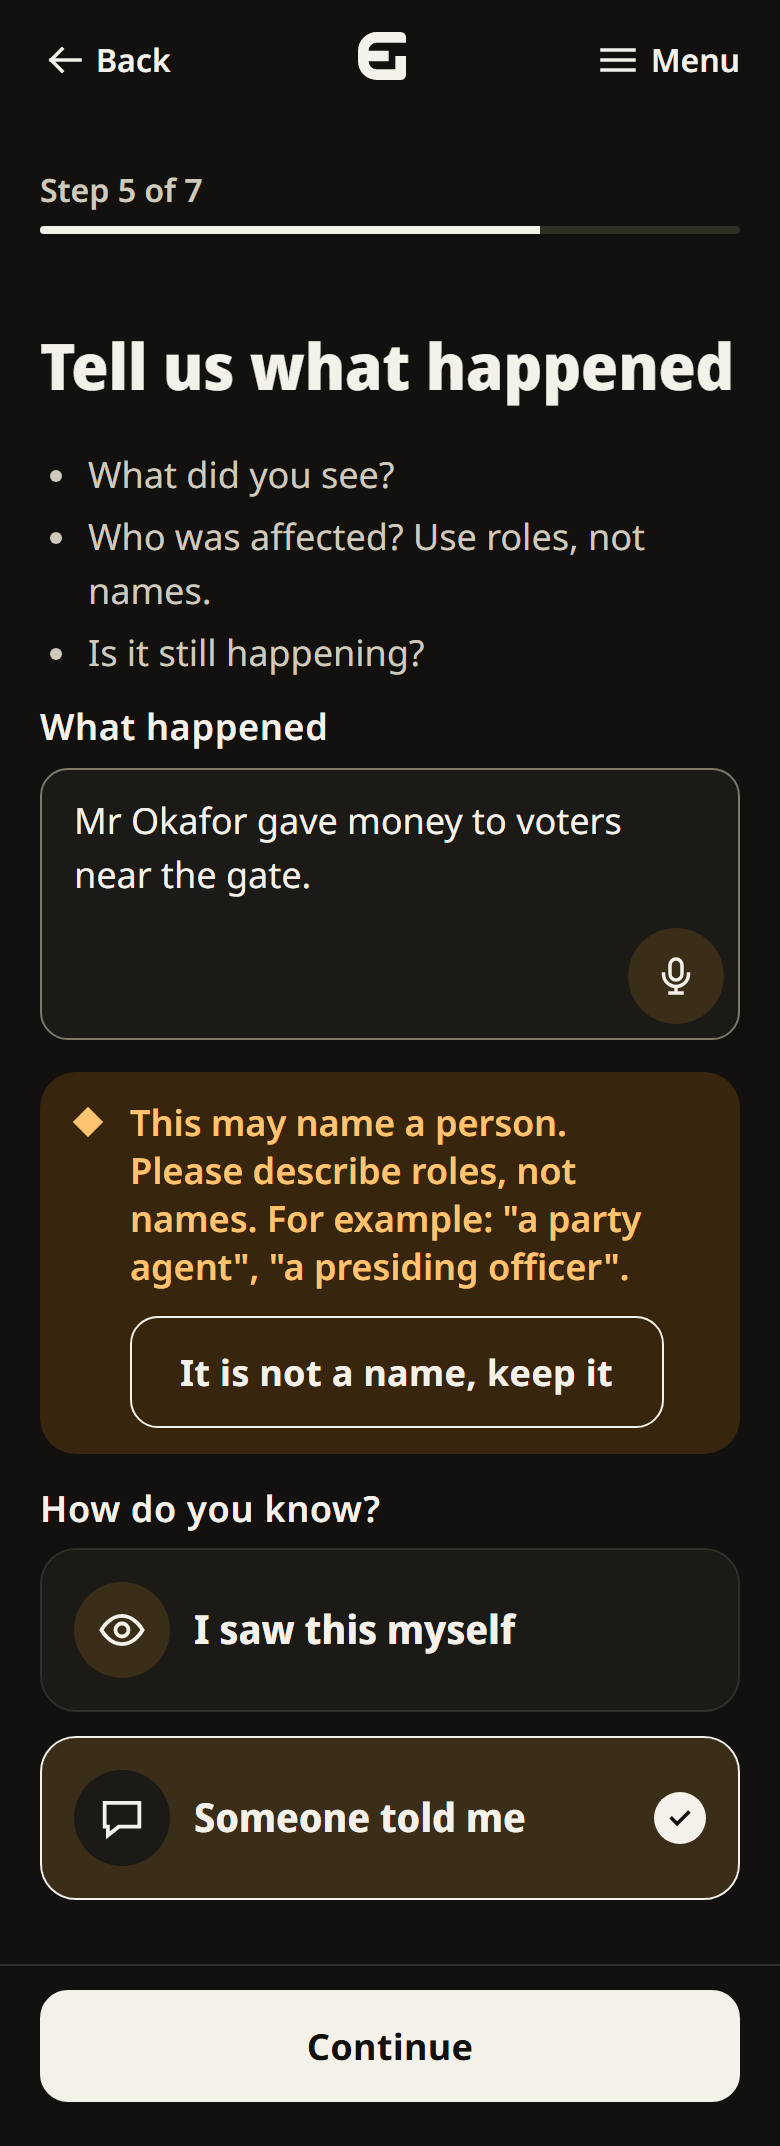 Back
Menu
Step 5 of 7
Tell us what happened
What did you see?
Who was affected? Use roles, not
names.
Is it still happening?
What happened
Mr Okafor gave money to voters
near the gate.
This may name a person.
Please describe roles, not
names. For example: "a party
agent", "a presiding officer".
It is not a name, keep it
How do you know?
I saw this myself
Someone told me
Continue